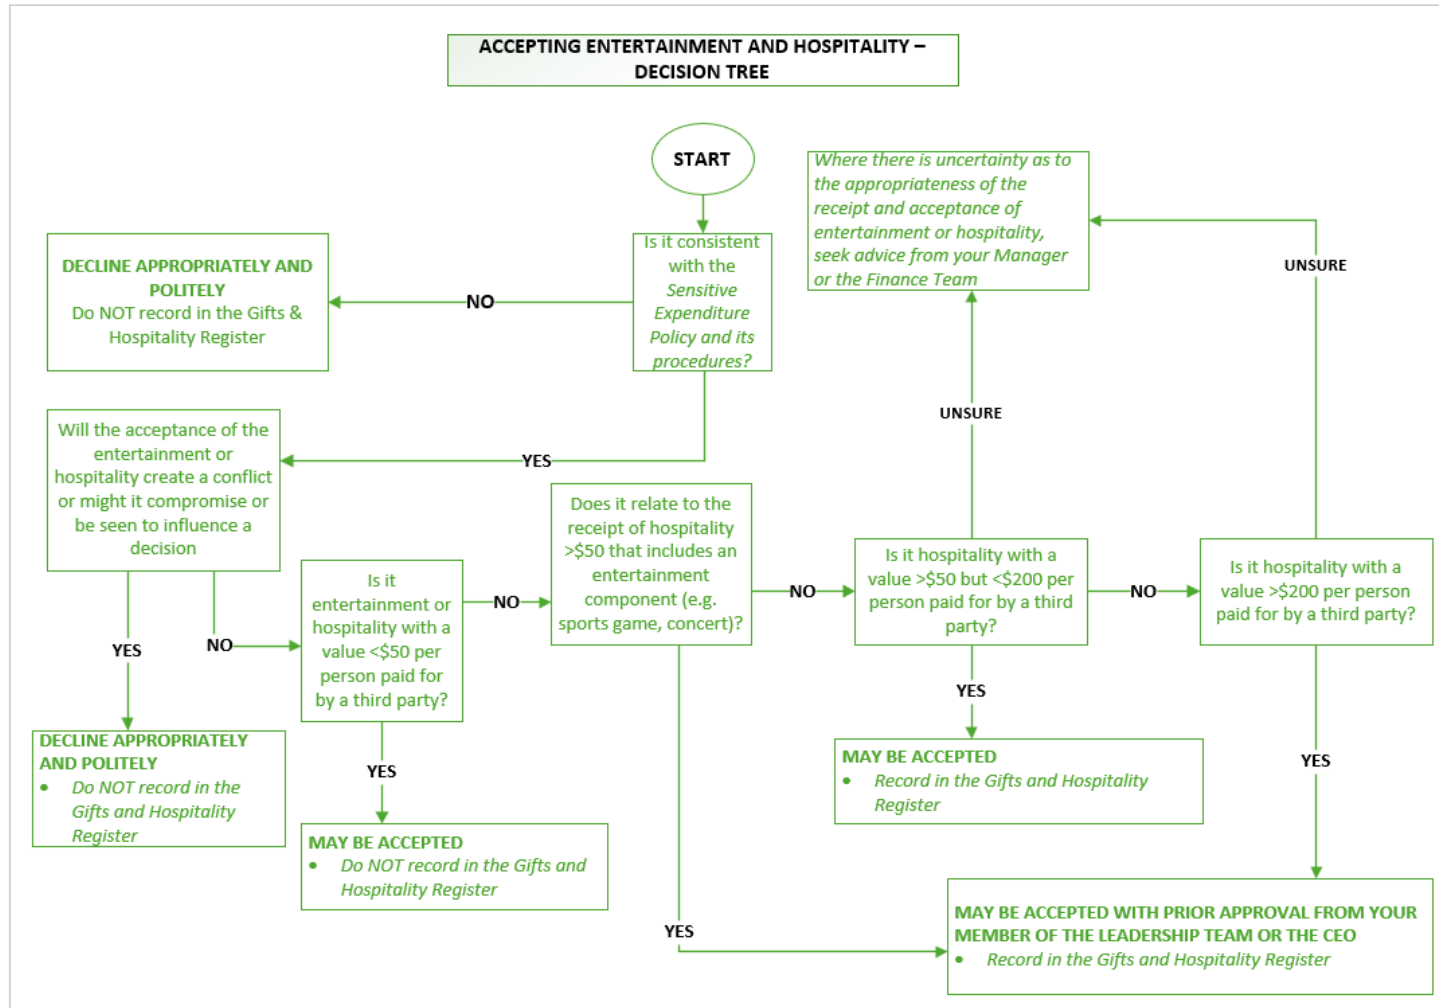 ACCEPTING ENTERTAINMENT AND HOSPITALITY –
DECISION TREE
START
Is it consistent
with the
Sensitive
Expenditure
Policy and its
procedures?
NO
DECLINE APPROPRIATELY AND
POLITELY
Do NOT record in the Gifts &
Hospitality Register
YES
Will the acceptance of the
entertainment or
hospitality create a conflict
or might it compromise or
be seen to influence a
decision
YES
DECLINE APPROPRIATELY
AND POLITELY
• Do NOT record in the
Gifts and Hospitality
Register
NO
Is it
entertainment or
hospitality with a
value <$50 per
person paid for
by a third party?
YES
MAY BE ACCEPTED
• Do NOT record in the Gifts and
Hospitality Register
NO
Does it relate to the
receipt of hospitality
>$50 that includes an
entertainment
component (e.g.
sports game, concert)?
YES
NO
Is it hospitality with a
value >$50 but <$200 per
person paid for by a third
party?
UNSURE
Where there is uncertainty as to
the appropriateness of the
receipt and acceptance of
entertainment or hospitality,
seek advice from your Manager
or the Finance Team
YES
MAY BE ACCEPTED
• Record in the Gifts and Hospitality
Register
NO
Is it hospitality with a
value >$200 per person
paid for by a third party?
UNSURE
YES
MAY BE ACCEPTED WITH PRIOR APPROVAL FROM YOUR
MEMBER OF THE LEADERSHIP TEAM OR THE CEO
• Record in the Gifts and Hospitality Register